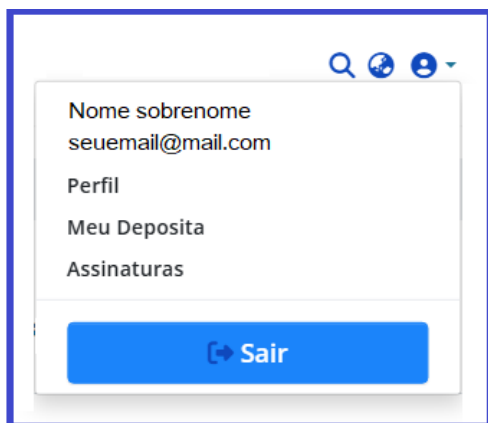 Nome sobrenome
seuemail@mail.com
Perfil
Meu Deposita
Assinaturas
Sair